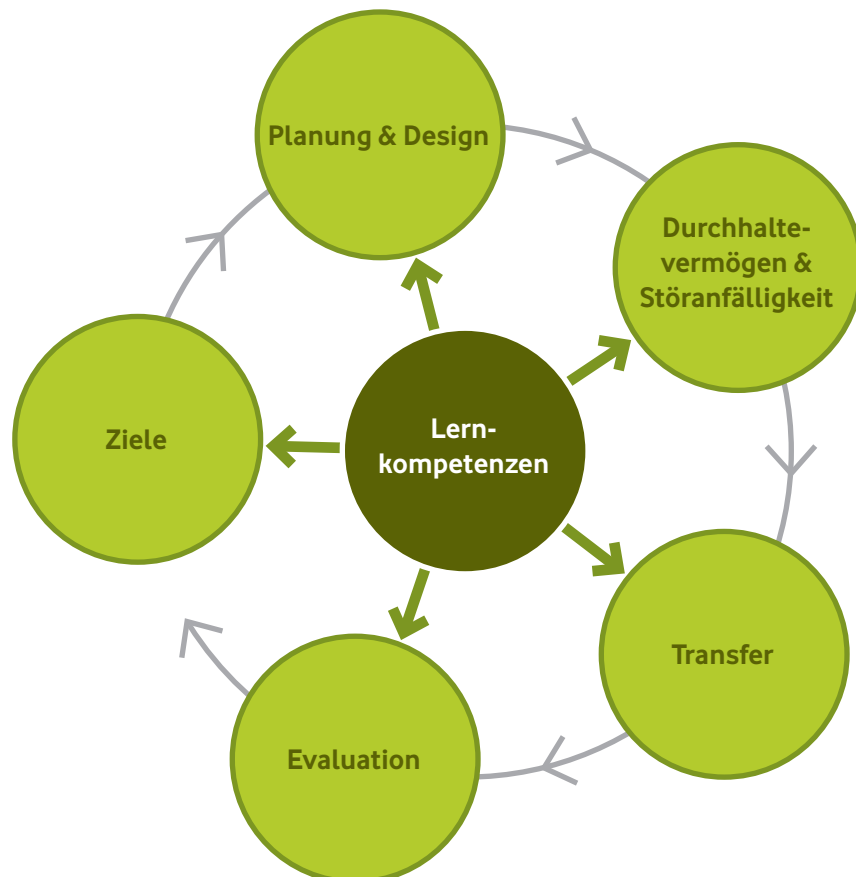 Planung & Design
Durchhalte-
vermögen &
Störanfälligkeit
Ziele
Lern-
kompetenzen
Transfer
Evaluation